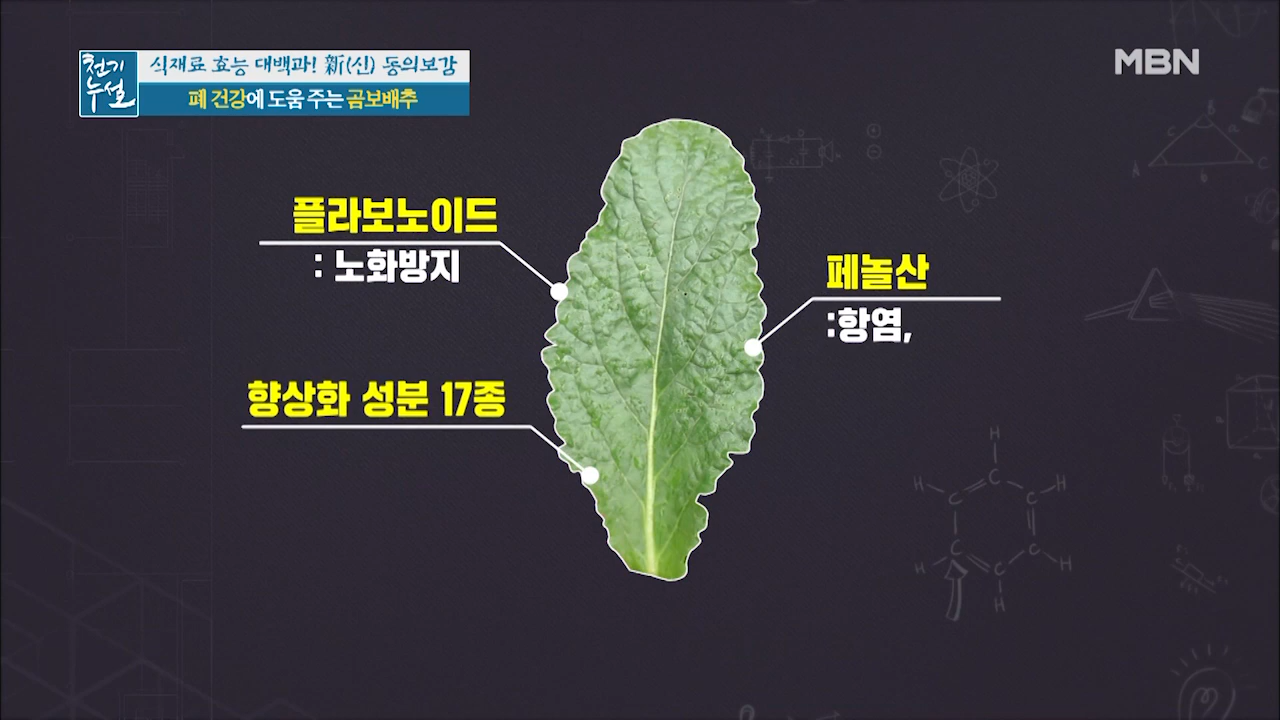 천기누설
식재료 효능 대백과! 新(신) 동의보감
폐 건강에 도움 주는 곰보배추
MBN
플라보노이드
: 노화방지
페놀산
:항염,
향상화 성분 17종